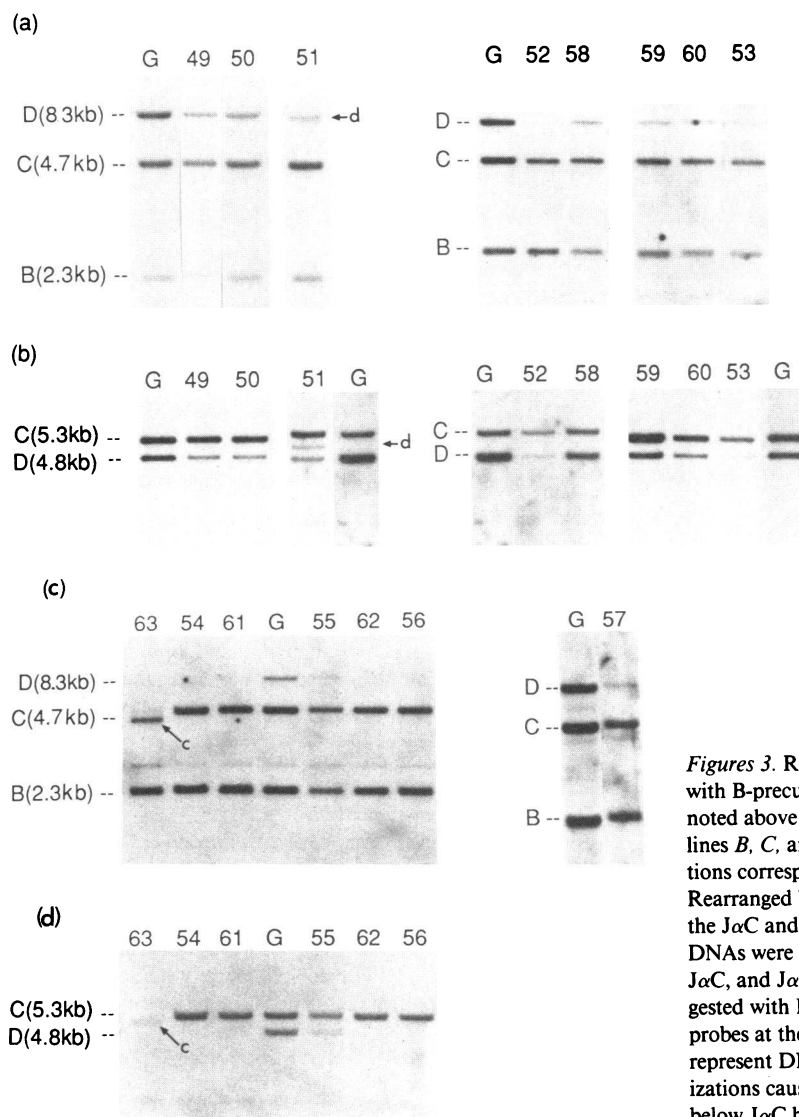 (a)
G 49 50 51
D(8.3kb) -- ←d
C(4.7kb) --
B(2.3kb) --
G 52 58 59 60 53
D --
C --
B --
(b)
G 49 50 51 G
C(5.3kb) --
D(4.8kb) -- ←d
G 52 58 59 60 53 G
C --
D --
(c)
63 54 61 G 55 62 56
D(8.3kb) --
C(4.7kb) --
c
B(2.3kb) --
G 57
D --
C --
B --
(d)
63 54 61 G 55 62 56
C(5.3kb) --
D(4.8kb) --
c
Figures 3. R
with B-precu
noted above
lines B, C, a
tions corresp
Rearranged
the JαC and
DNAs were
JαC, and Jα
gested with
probes at the
represent D
izations caus
below JαC